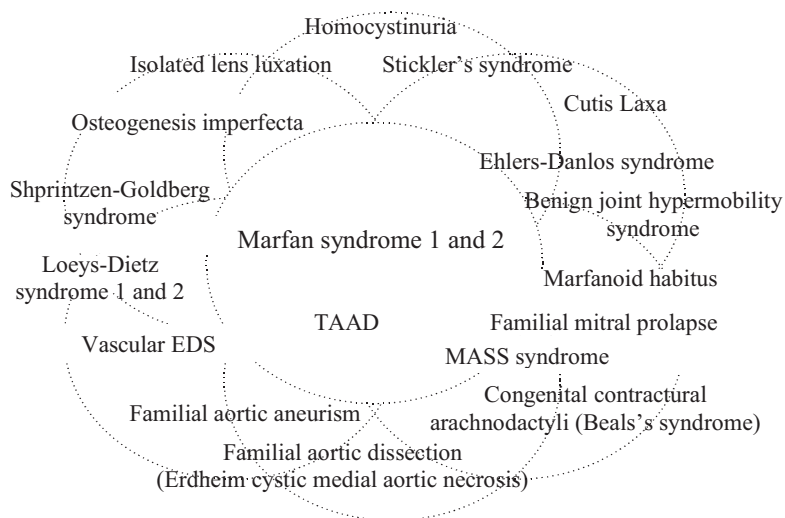 Homocystinuria
Isolated lens luxation
Stickler's syndrome
Cutis Laxa
Osteogenesis imperfecta
Ehlers-Danlos syndrome
Shprintzen-Goldberg
syndrome
Benign joint hypermobility
syndrome
Marfan syndrome 1 and 2
Loeys-Dietz
syndrome 1 and 2
Marfanoid habitus
TAAD
Familial mitral prolapse
Vascular EDS
MASS syndrome
Congenital contractural
arachnodactyli (Beals's syndrome)
Familial aortic aneurism
Familial aortic dissection
(Erdheim cystic medial aortic necrosis)